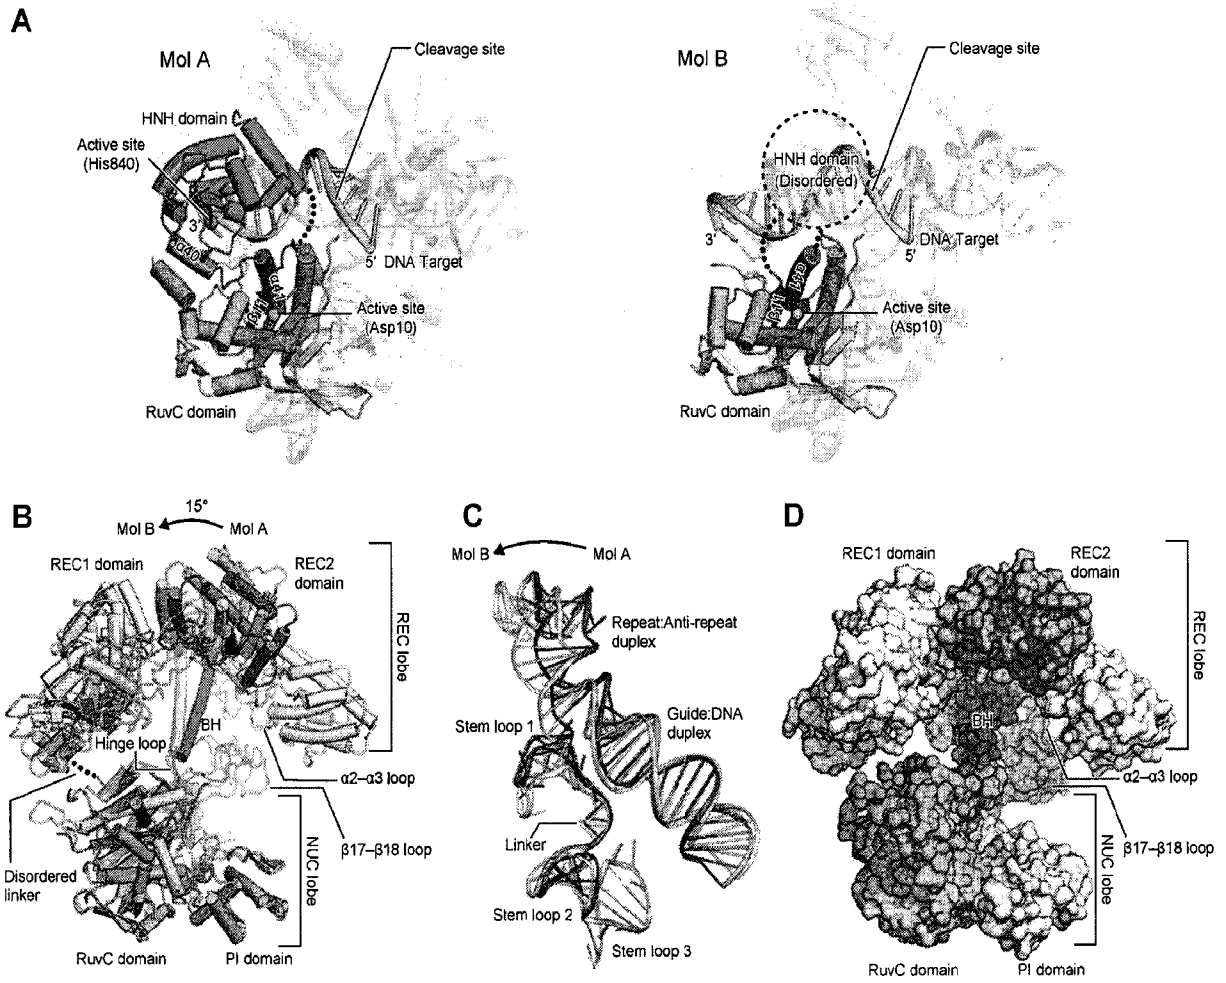 A
Mol A
Cleavage site
HNH domain
Active site
(His840)
3'
α40
α41
β11
5' DNA Target
Active site
(Asp10)
RuvC domain
Mol B
Cleavage site
HNH domain
(Disordered)
3'
DNA Target
5'
α41
β11
Active site
(Asp10)
RuvC domain
B
15°
Mol B
Mol A
REC1 domain
REC2
domain
REC lobe
BH
Hinge loop
α2–α3 loop
β17–β18 loop
NUC lobe
Disordered
linker
RuvC domain
PI domain
C
Mol B
Mol A
Repeat:Anti-repeat
duplex
Stem loop 1
Guide:DNA
duplex
Linker
Stem loop 2
Stem loop 3
D
REC1 domain
REC2
domain
REC lobe
BH
α2–α3 loop
β17–β18 loop
NUC lobe
RuvC domain
PI domain